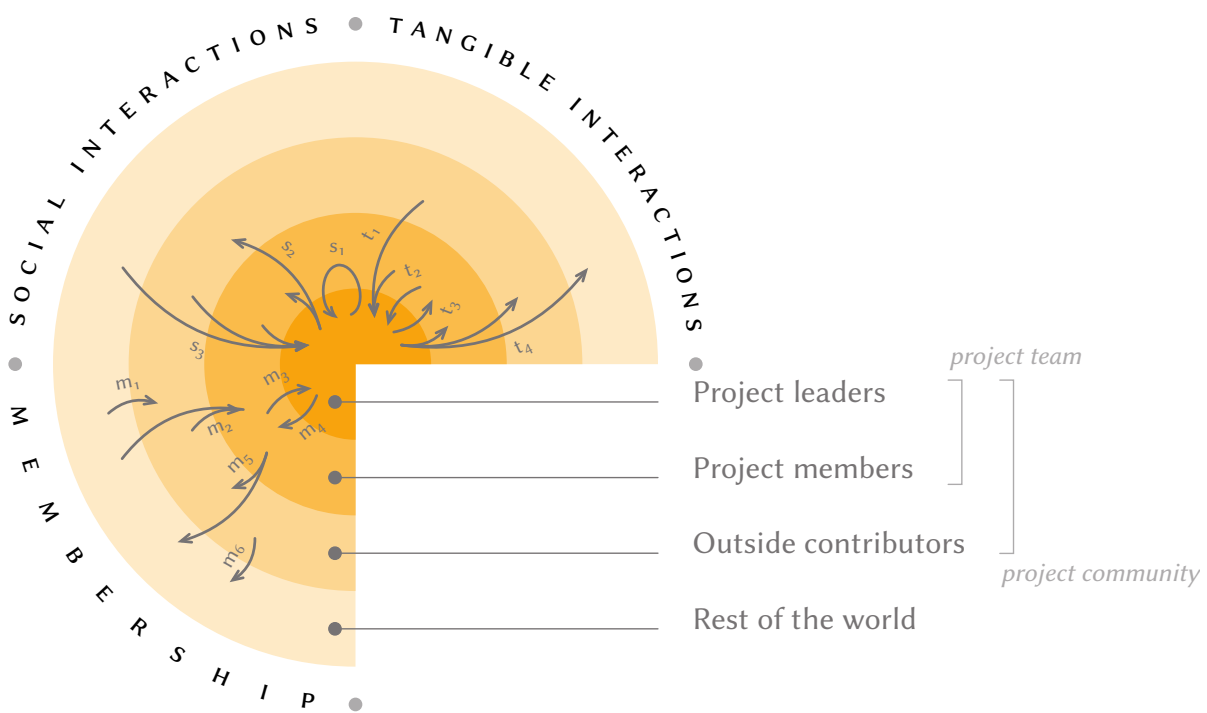 SOCIAL INTERACTIONS
TANGIBLE INTERACTIONS
MEMBERSHIP
s₁
s₂
s₃
t₁
t₂
t₃
t₄
m₁
m₂
m₃
m₄
m₅
m₆
project team
Project leaders
Project members
Outside contributors
project community
Rest of the world